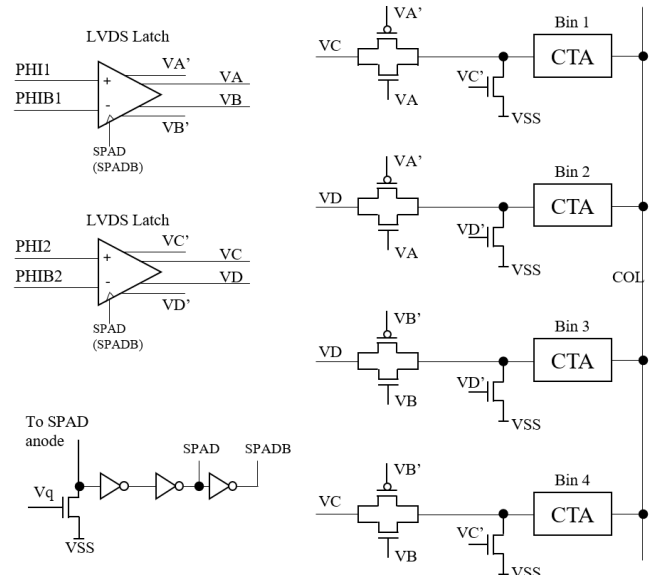 LVDS Latch
PHI1
PHIB1
+
-
VA'
VA
VB
VB'
SPAD
(SPADB)
LVDS Latch
PHI2
PHIB2
+
-
VC'
VC
VD
VD'
SPAD
(SPADB)
To SPAD
anode
SPAD
SPADB
Vq
VSS
VA'
VC
VA
VC'
VSS
Bin 1
CTA
VA'
VD
VA
VD'
VSS
Bin 2
CTA
COL
VB'
VD
VB
VD'
VSS
Bin 3
CTA
VB'
VC
VB
VC'
VSS
Bin 4
CTA